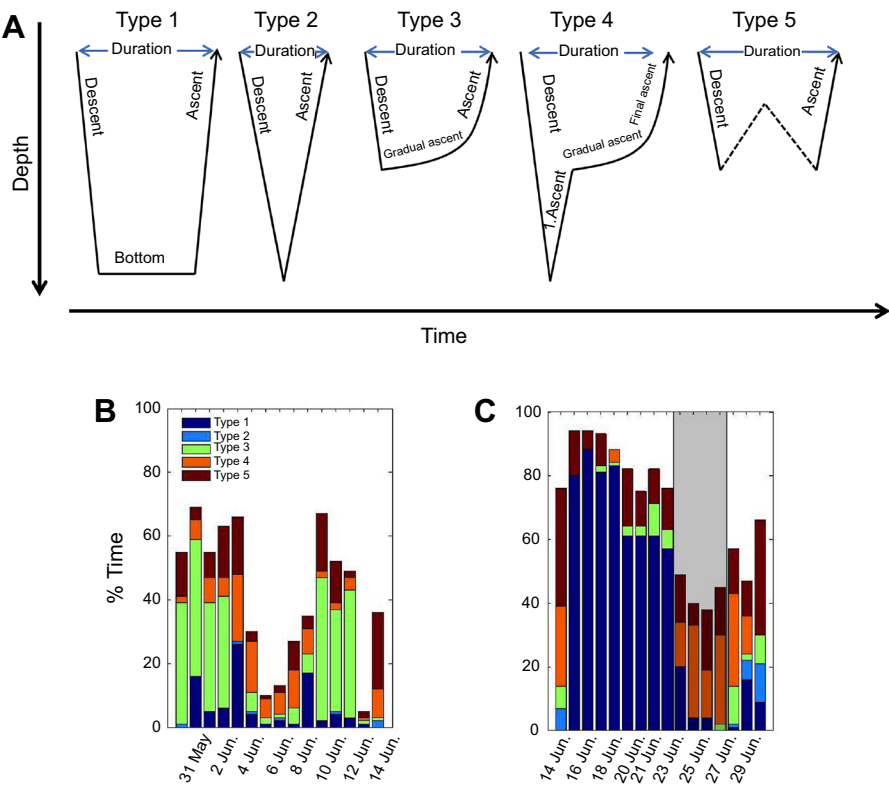 A
Type 1
Type 2
Type 3
Type 4
Type 5
Duration
Duration
Duration
Duration
Duration
Descent
Ascent
Bottom
Descent
Ascent
Descent
Gradual ascent
Ascent
Descent
1.Ascent
Gradual ascent
Final ascent
Descent
Ascent
Depth
Time
B
100
80
60
40
20
0
% Time
Type 1
Type 2
Type 3
Type 4
Type 5
31 May
2 Jun.
4 Jun.
6 Jun.
8 Jun.
10 Jun.
12 Jun.
14 Jun.
C
100
80
60
40
20
0
14 Jun.
16 Jun.
18 Jun.
20 Jun.
21 Jun.
23 Jun.
25 Jun.
27 Jun.
29 Jun.